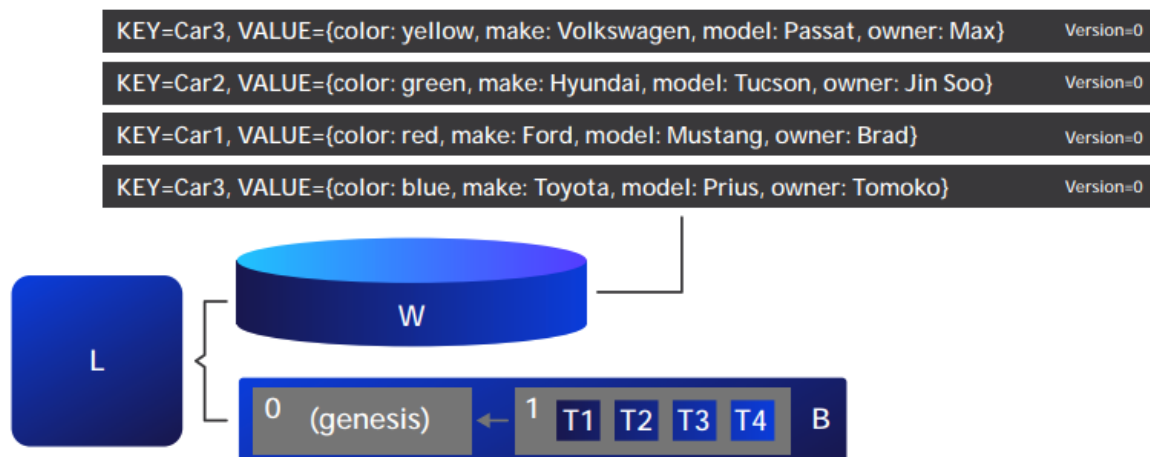 KEY=Car3, VALUE={color: yellow, make: Volkswagen, model: Passat, owner: Max} Version=0
KEY=Car2, VALUE={color: green, make: Hyundai, model: Tucson, owner: Jin Soo} Version=0
KEY=Car1, VALUE={color: red, make: Ford, model: Mustang, owner: Brad} Version=0
KEY=Car3, VALUE={color: blue, make: Toyota, model: Prius, owner: Tomoko} Version=0
W
L
0 (genesis) 1 T1 T2 T3 T4 B